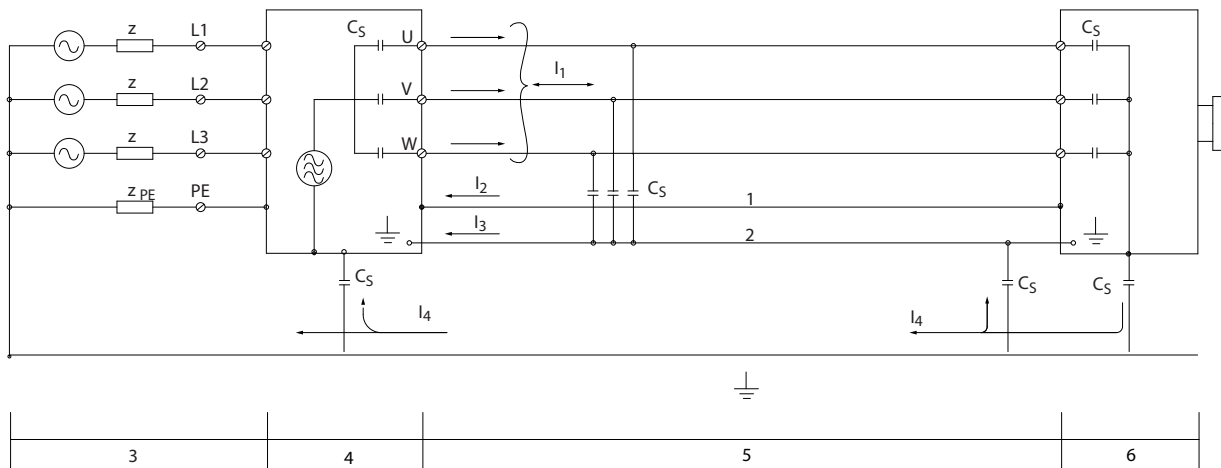 z L1 C_S U C_S
I_1
z L2 V
z L3 W
z_PE PE I_2 C_S 1
I_3 2
C_S C_S C_S
I_4 I_4
3 4 5 6